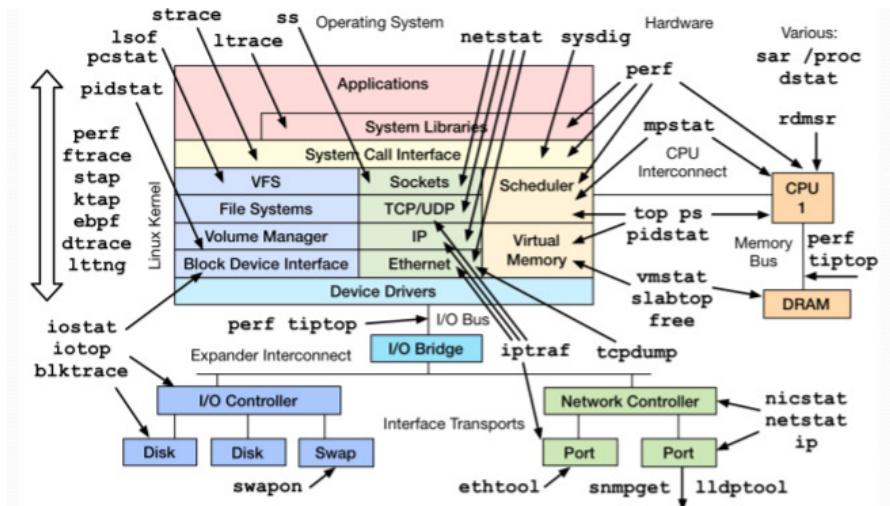 strace
ss
Operating System
Hardware
Various:
lsof
ltrace
netstat
sysdig
sar /proc
pcstat
dstat
pidstat
Applications
perf
System Libraries
mpstat
rdmsr
perf
ftrace
stap
ktap
ebpf
dtrace
lttng
Linux Kernel
System Call Interface
CPU
Interconnect
VFS
Sockets
Scheduler
CPU
1
File Systems
TCP/UDP
top ps
pidstat
Volume Manager
IP
Virtual
Memory
Memory
Bus
perf
tiptop
Block Device Interface
Ethernet
vmstat
slabtop
free
DRAM
Device Drivers
iostat
iotop
blktrace
perf tiptop
I/O Bus
Expander Interconnect
I/O Bridge
iptraf
tcpdump
I/O Controller
Interface Transports
Network Controller
nicstat
netstat
ip
Disk
Disk
Swap
Port
Port
swapon
ethtool
snmpget
lldptool